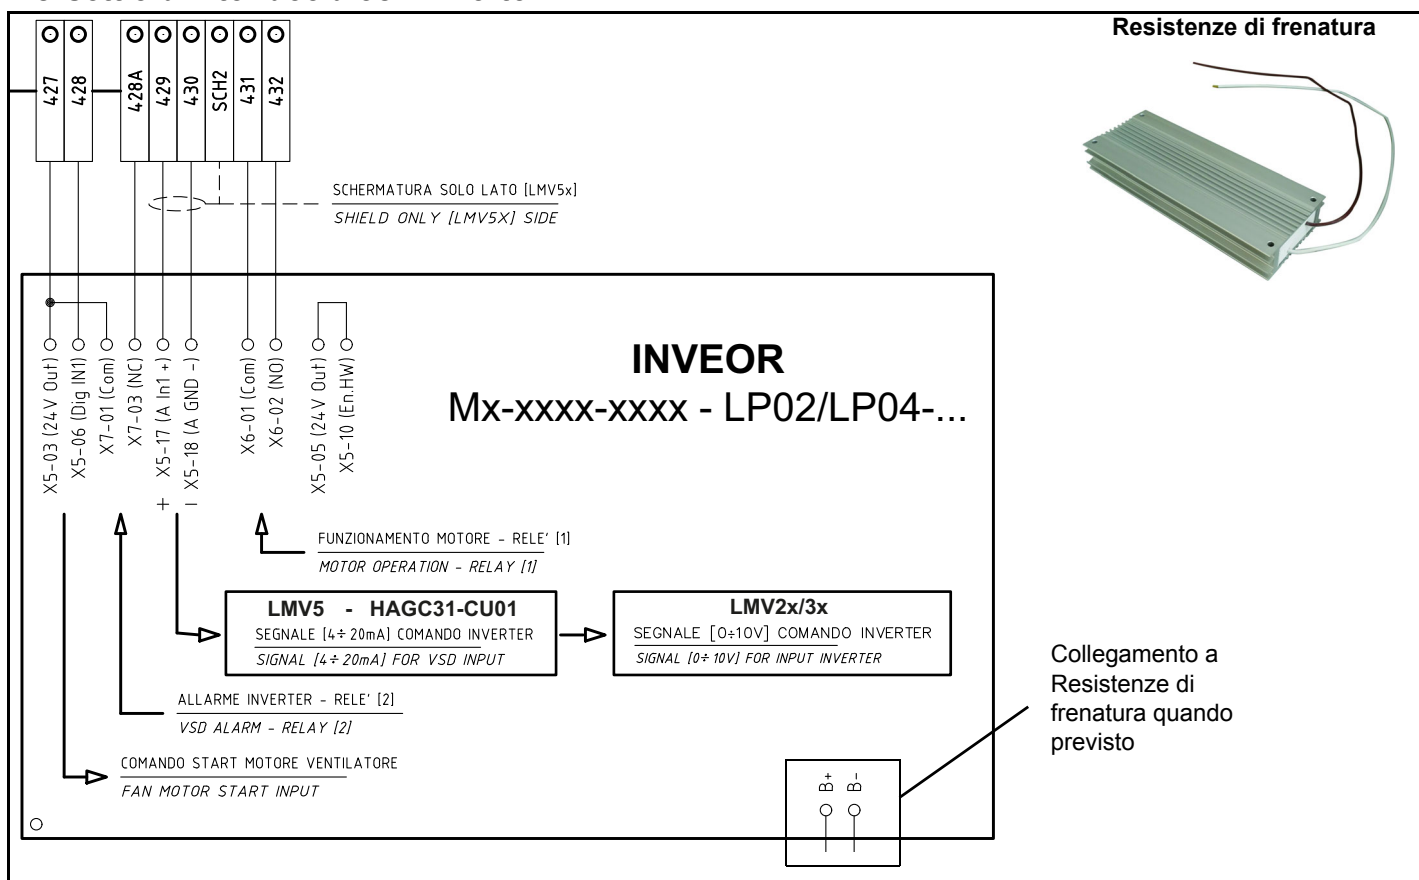 Resistenze di frenatura
427
428
428A
429
430
SCH2
431
432
SCHERMATURA SOLO LATO [LMV5x]
SHIELD ONLY [LMV5X] SIDE
X5-03 (24V Out)
X5-06 (Dig IN1)
X7-01 (Com)
X7-03 (NC)
+ X5-17 (A In1 +)
- X5-18 (A GND -)
X6-01 (Com)
X6-02 (NO)
X5-05 (24V Out)
X5-10 (En.HW)
INVEOR
Mx-xxxx-xxxx - LP02/LP04-...
FUNZIONAMENTO MOTORE - RELE' [1]
MOTOR OPERATION - RELAY [1]
LMV5 - HAGC31-CU01
SEGNALE [4÷20mA] COMANDO INVERTER
SIGNAL [4÷20mA] FOR VSD INPUT
LMV2x/3x
SEGNALE [0÷10V] COMANDO INVERTER
SIGNAL [0÷10V] FOR INPUT INVERTER
ALLARME INVERTER - RELE' [2]
VSD ALARM - RELAY [2]
COMANDO START MOTORE VENTILATORE
FAN MOTOR START INPUT
B+
B-
Collegamento a
Resistenze di
frenatura quando
previsto